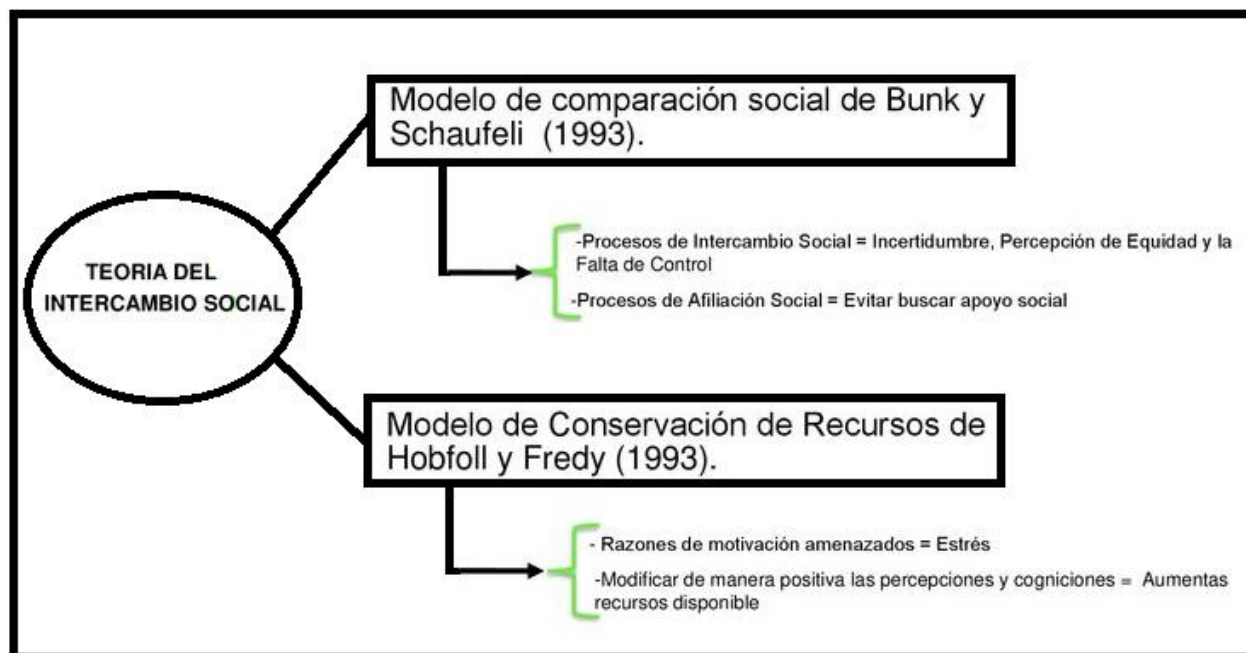 TEORIA DEL
INTERCAMBIO SOCIAL
Modelo de comparación social de Bunk y
Schaufeli (1993).
-Procesos de Intercambio Social = Incertidumbre, Percepción de Equidad y la
Falta de Control
-Procesos de Afiliación Social = Evitar buscar apoyo social
Modelo de Conservación de Recursos de
Hobfoll y Fredy (1993).
- Razones de motivación amenazados = Estrés
-Modificar de manera positiva las percepciones y cogniciones = Aumentas
recursos disponible